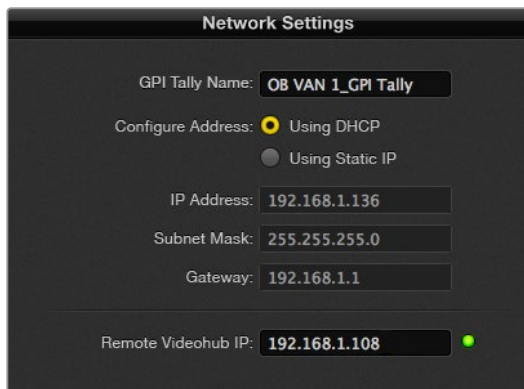 Network Settings
GPI Tally Name: OB VAN 1_GPI Tally
Configure Address: Using DHCP
Using Static IP
IP Address: 192.168.1.136
Subnet Mask: 255.255.255.0
Gateway: 192.168.1.1
Remote Videohub IP: 192.168.1.108